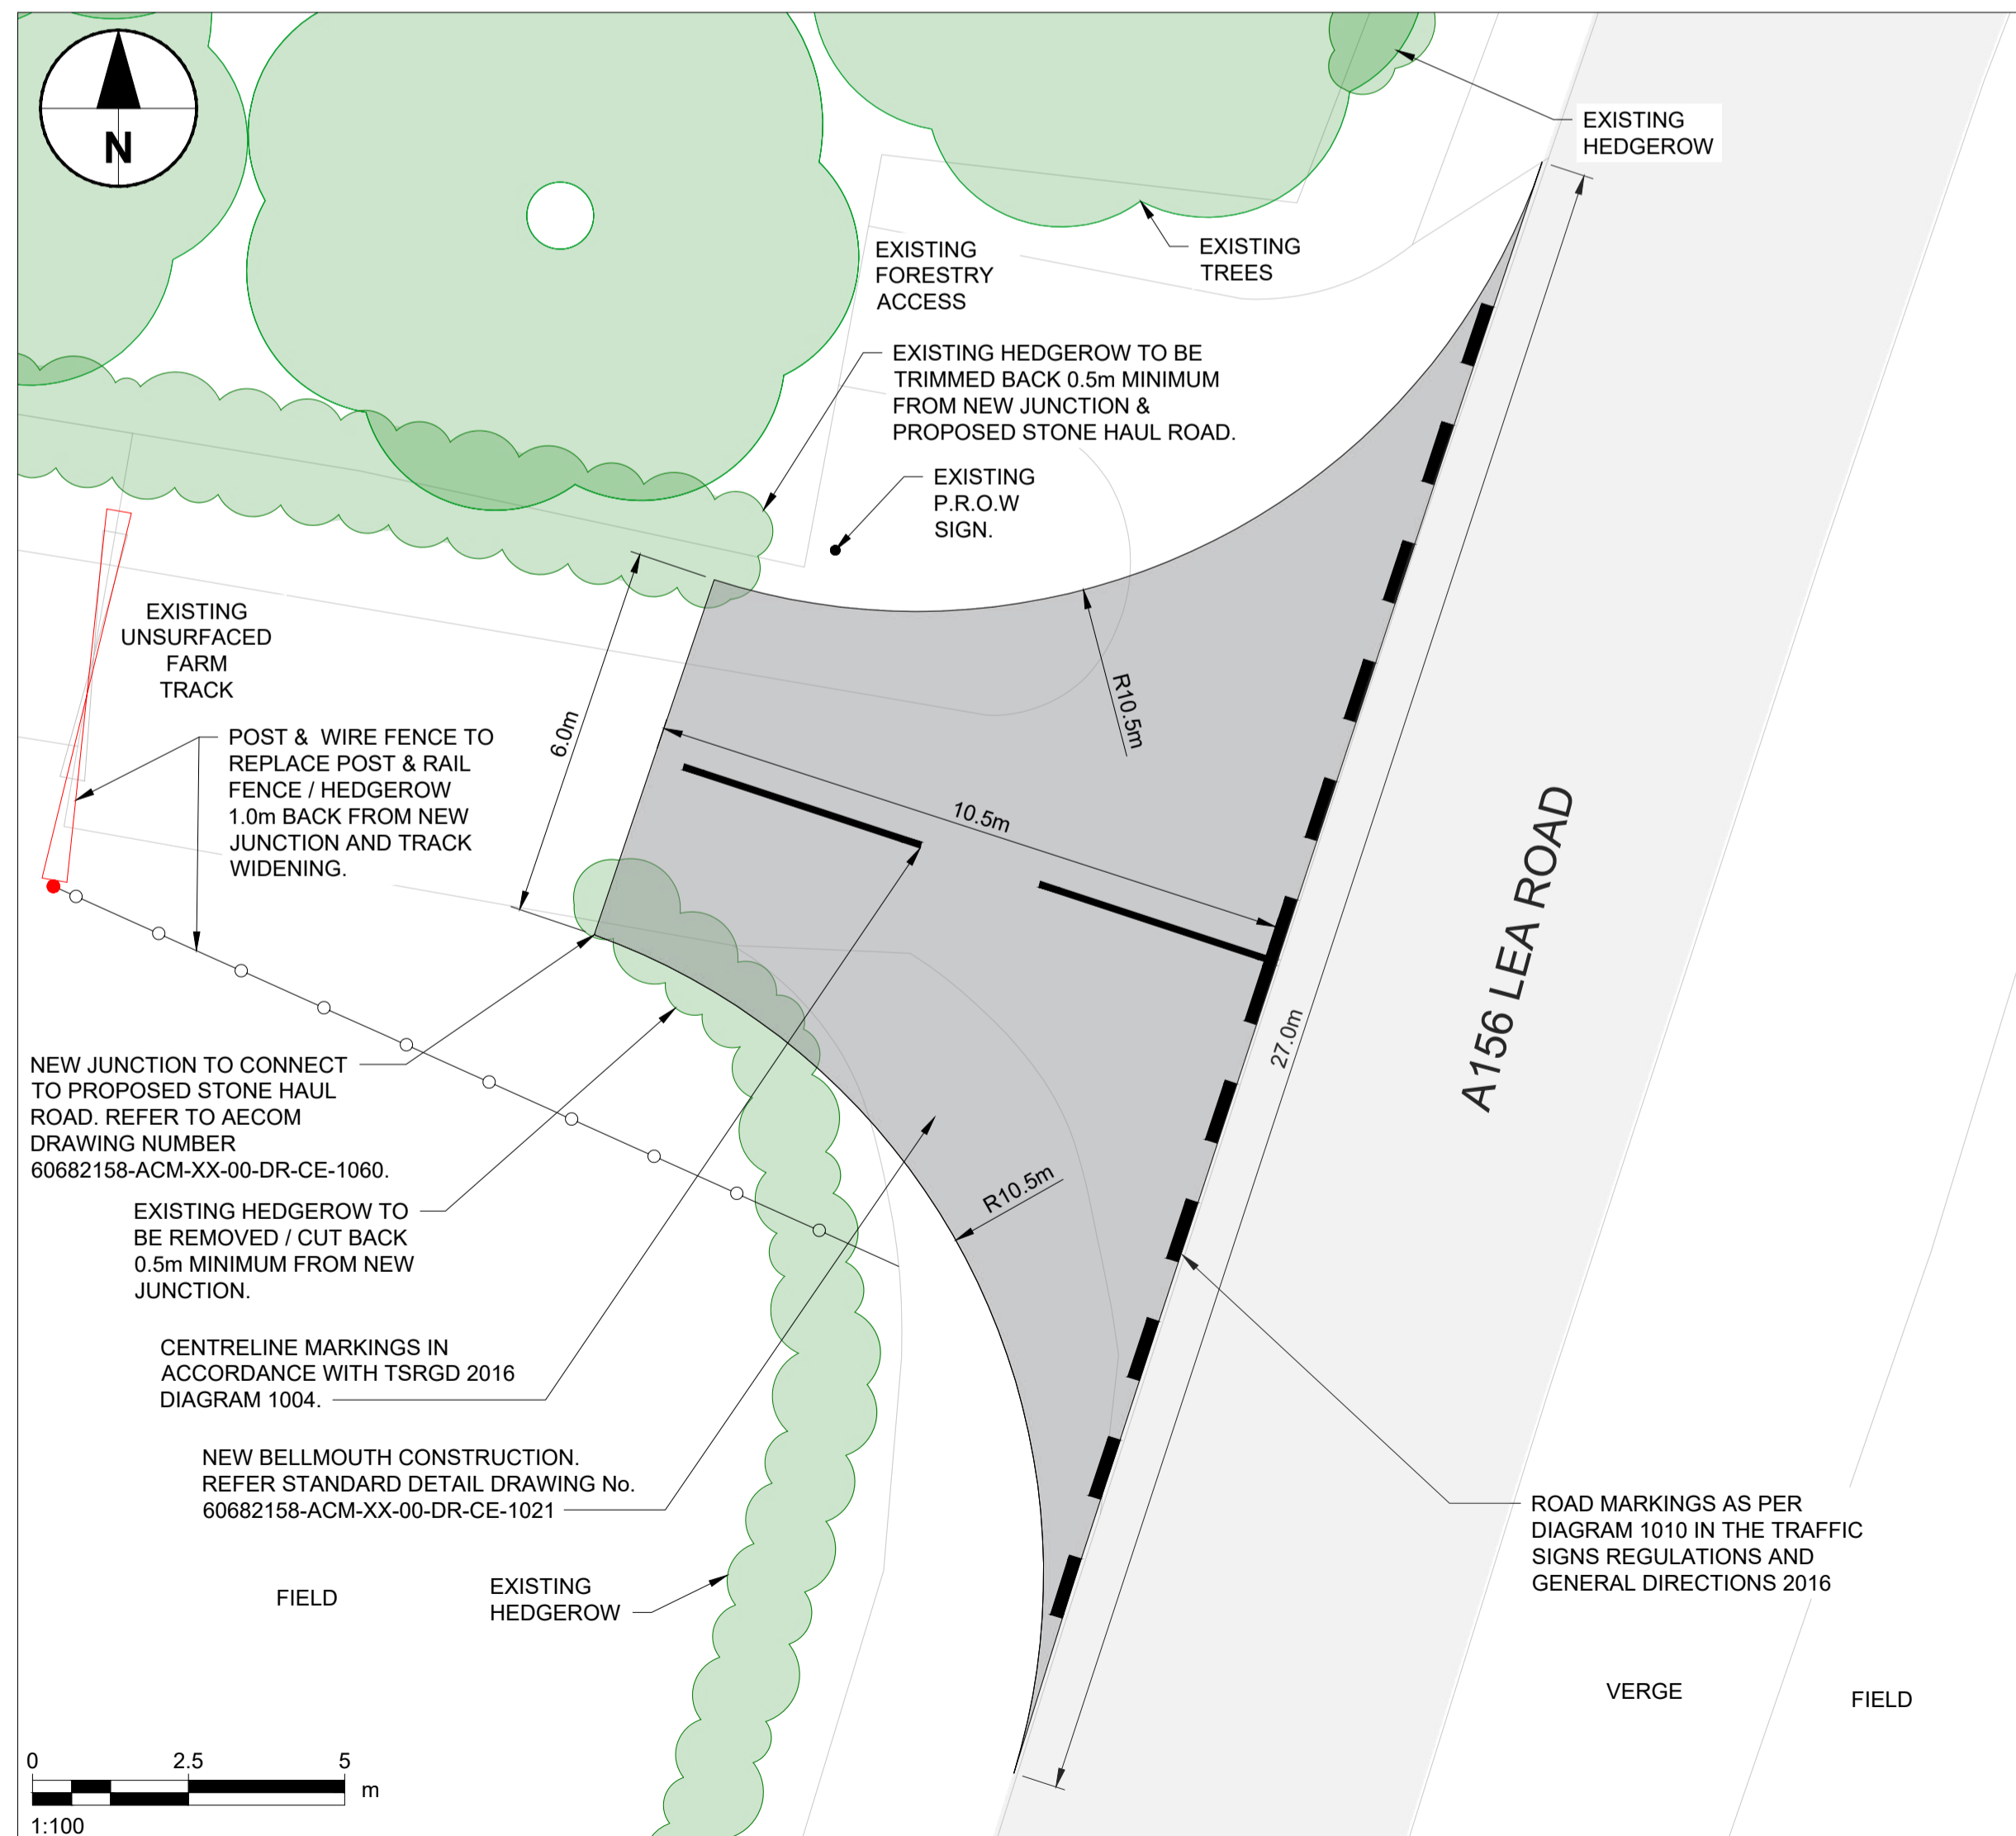 N
EXISTING
HEDGEROW
EXISTING
TREES
EXISTING
FORESTRY
ACCESS
EXISTING HEDGEROW TO BE
TRIMMED BACK 0.5m MINIMUM
FROM NEW JUNCTION &
PROPOSED STONE HAUL ROAD.
EXISTING
P.R.O.W
SIGN.
EXISTING
UNSURFACED
FARM
TRACK
6.0m
R10.5m
POST & WIRE FENCE TO
REPLACE POST & RAIL
FENCE / HEDGEROW
1.0m BACK FROM NEW
JUNCTION AND TRACK
WIDENING.
10.5m
A156 LEA ROAD
27.0m
NEW JUNCTION TO CONNECT
TO PROPOSED STONE HAUL
ROAD. REFER TO AECOM
DRAWING NUMBER
60682158-ACM-XX-00-DR-CE-1060.
R10.5m
EXISTING HEDGEROW TO
BE REMOVED / CUT BACK
0.5m MINIMUM FROM NEW
JUNCTION.
CENTRELINE MARKINGS IN
ACCORDANCE WITH TSRGD 2016
DIAGRAM 1004.
NEW BELLMOUTH CONSTRUCTION.
REFER STANDARD DETAIL DRAWING No.
60682158-ACM-XX-00-DR-CE-1021
ROAD MARKINGS AS PER
DIAGRAM 1010 IN THE TRAFFIC
SIGNS REGULATIONS AND
GENERAL DIRECTIONS 2016
FIELD
EXISTING
HEDGEROW
VERGE
FIELD
0 2.5 5
m
1:100